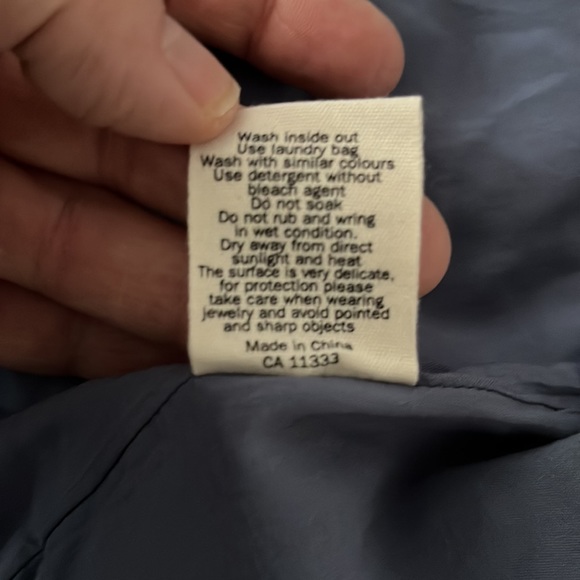 Wash inside out
Use laundry bag
Wash with similar colours
Use detergent without
bleach agent
Do not soak
Do not rub and wring
in wet condition.
Dry away from direct
sunlight and heat
The surface is very delicate,
for protection please
take care when wearing
jewelry and avoid pointed
and sharp objects
Made in China
CA 11333